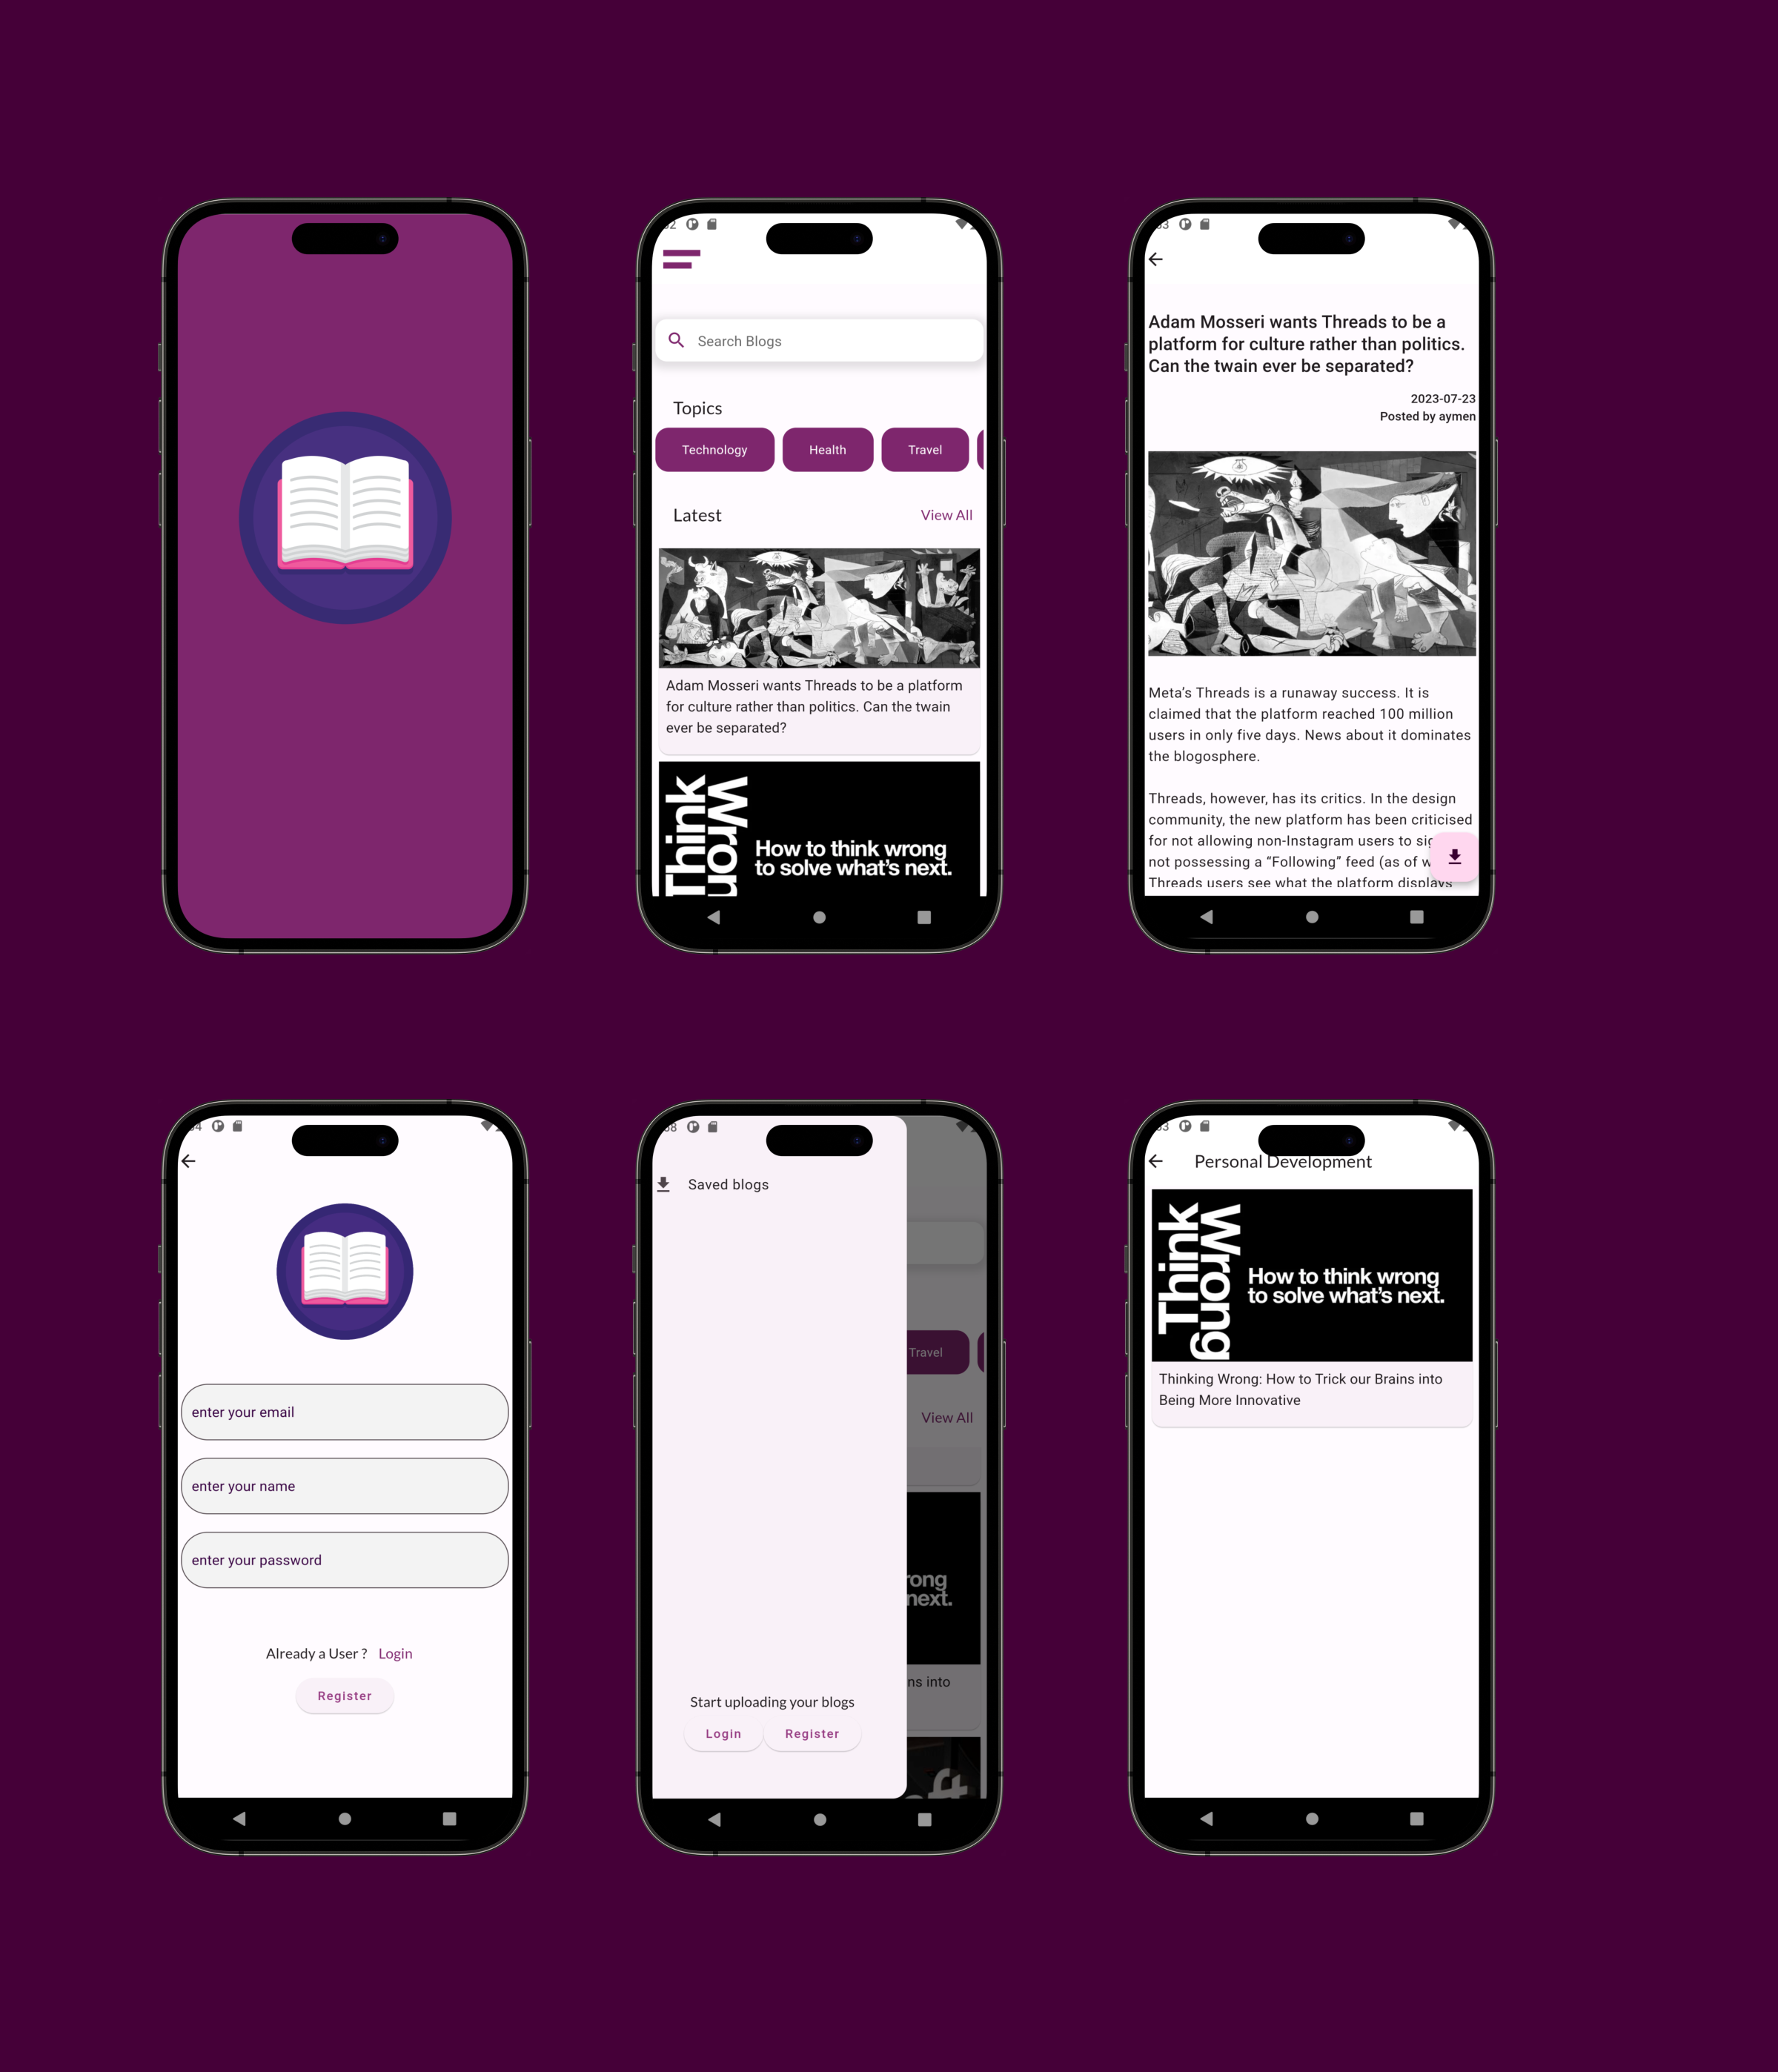 Search Blogs
Topics
Technology
Health
Travel
Latest
View All
Adam Mosseri wants Threads to be a platform
for culture rather than politics. Can the twain
ever be separated?
Think
Wrong
How to think wrong
to solve what's next.
Adam Mosseri wants Threads to be a
platform for culture rather than politics.
Can the twain ever be separated?
2023-07-23
Posted by aymen
Meta's Threads is a runaway success. It is
claimed that the platform reached 100 million
users in only five days. News about it dominates
the blogosphere.
Threads, however, has its critics. In the design
community, the new platform has been criticised
for not allowing non-Instagram users to
not possessing a “Following” feed (as of
Threads users see what the platform displays
enter your email
enter your name
enter your password
Already a User ? Login
Register
Saved blogs
Travel
View All
rong
next.
ns into
Start uploading your blogs
Login
Register
Personal Development
Think
Wrong
How to think wrong
to solve what's next.
Thinking Wrong: How to Trick our Brains into
Being More Innovative